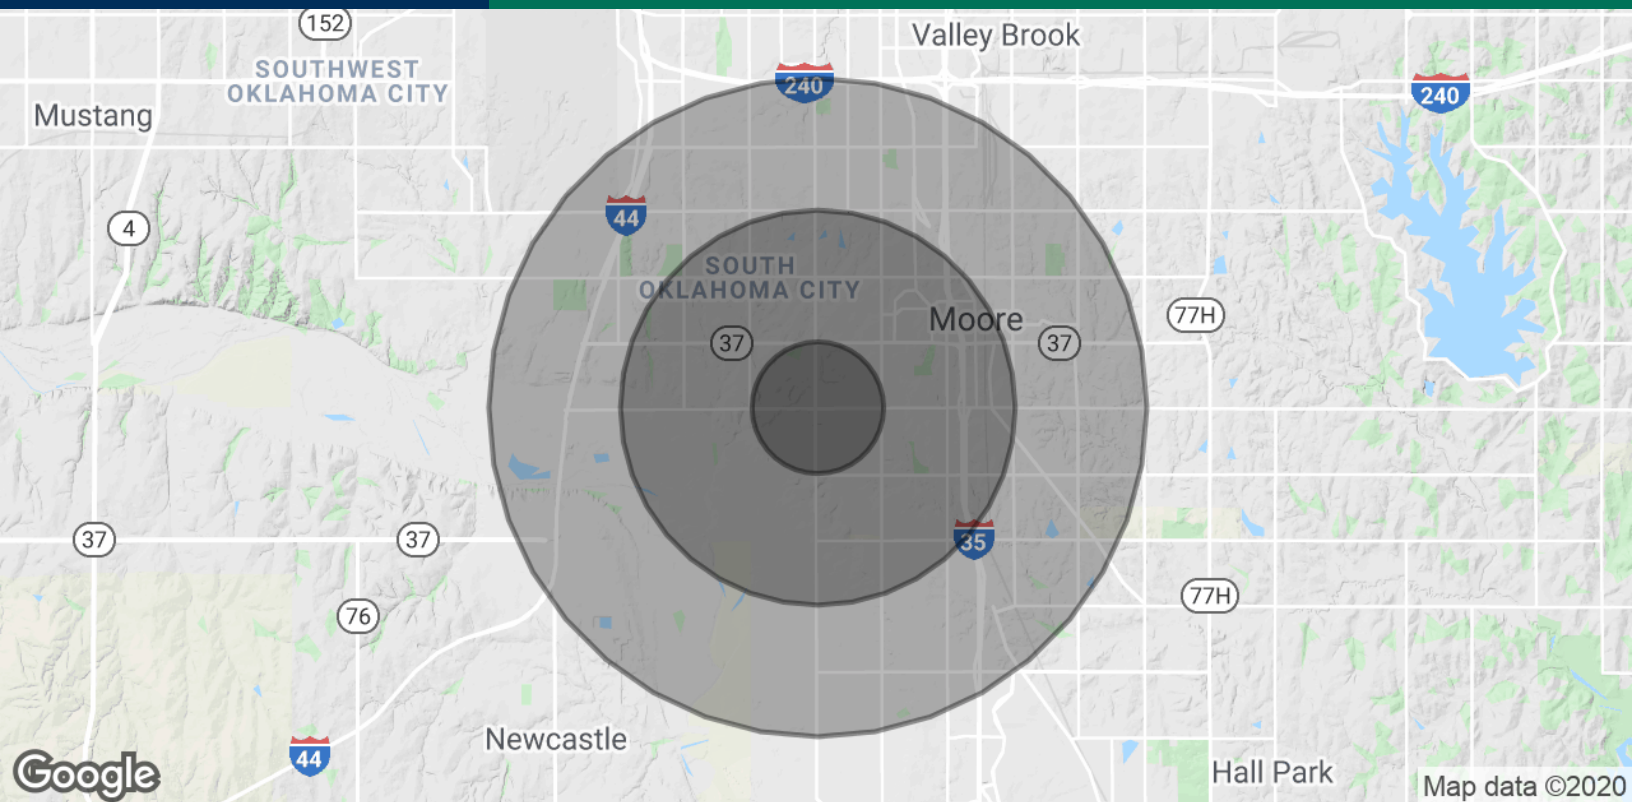 152
Valley Brook
SOUTHWEST
OKLAHOMA CITY
240
240
Mustang
44
4
SOUTH
OKLAHOMA CITY
Moore
77H
37
37
37
37
35
76
77H
Newcastle
44
Hall Park
Google
Map data ©2020